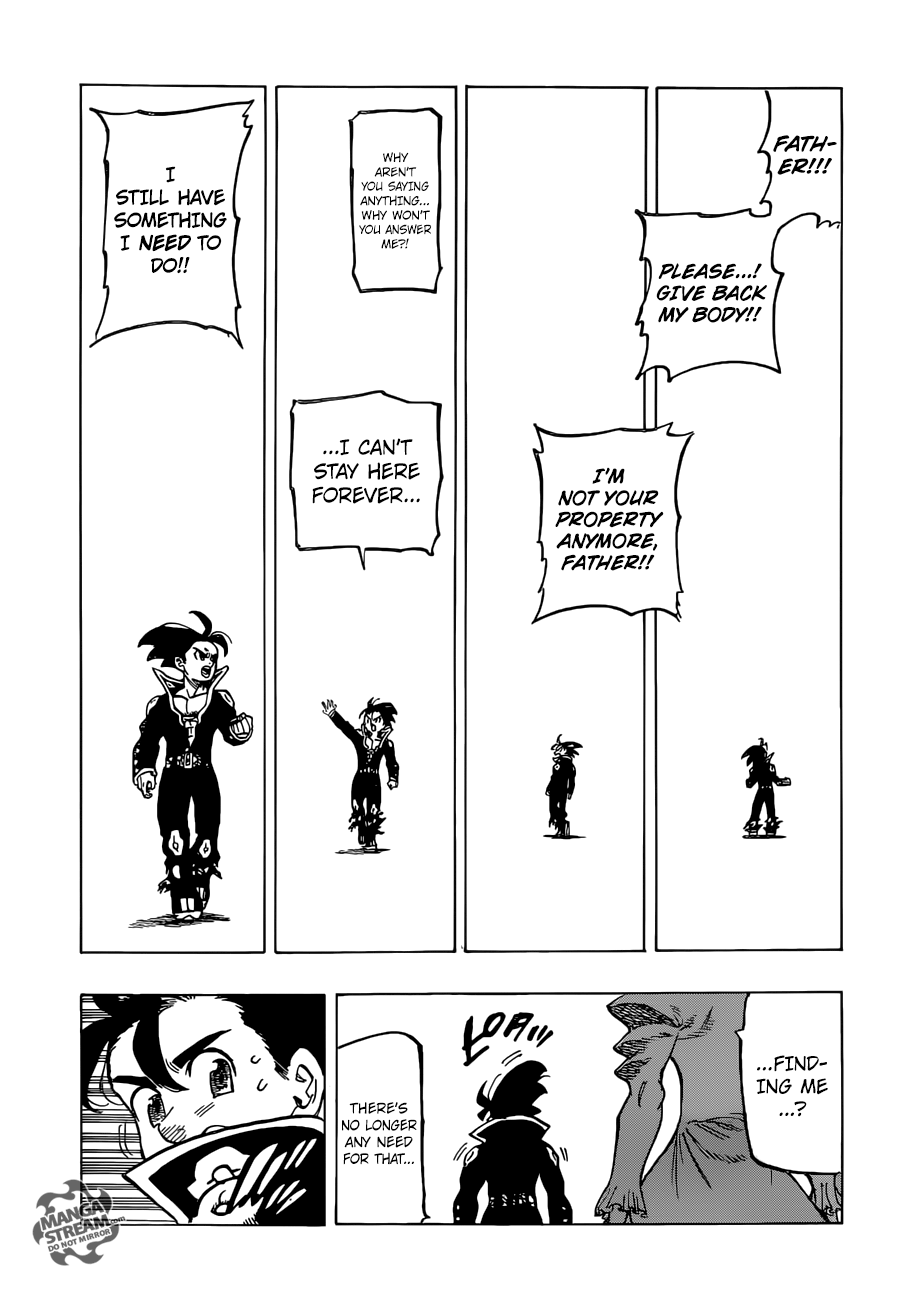 FATH-
ER!!!
PLEASE...!
GIVE BACK
MY BODY!!
I'M
NOT YOUR
PROPERTY
ANYMORE,
FATHER!!
WHY
AREN'T
YOU SAYING
ANYTHING...
WHY WON'T
YOU ANSWER
ME?!
...I CAN'T
STAY HERE
FOREVER...
I
STILL HAVE
SOMETHING
I NEED TO
DO!!
...FIND-
ING ME
...?
THERE'S
NO LONGER
ANY NEED
FOR THAT...
MANGA
STREAM.com
DO NOT MIRROR